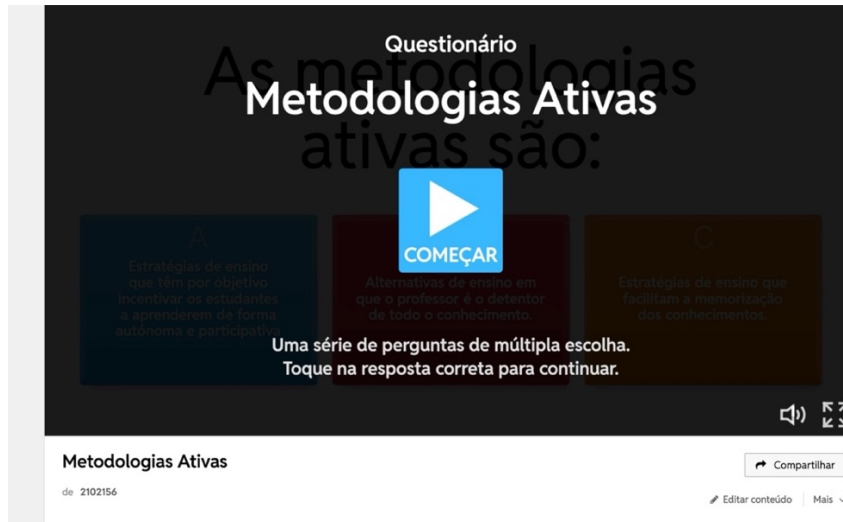 Questionário
As metodologias
Metodologias Ativas
ativas são:
COMEÇAR
A
Estratégias de ensino
que têm por objetivo
incentivar os estudantes
a aprenderem de forma
autônoma e participativa
Alternativas de ensino em
que o professor é o detentor
de todo o conhecimento.
C
Estratégias de ensino que
facilitam a memorização
dos conhecimentos.
Uma série de perguntas de múltipla escolha.
Toque na resposta correta para continuar.
Metodologias Ativas
Compartilhar
de 2102156
Editar conteúdo
Mais